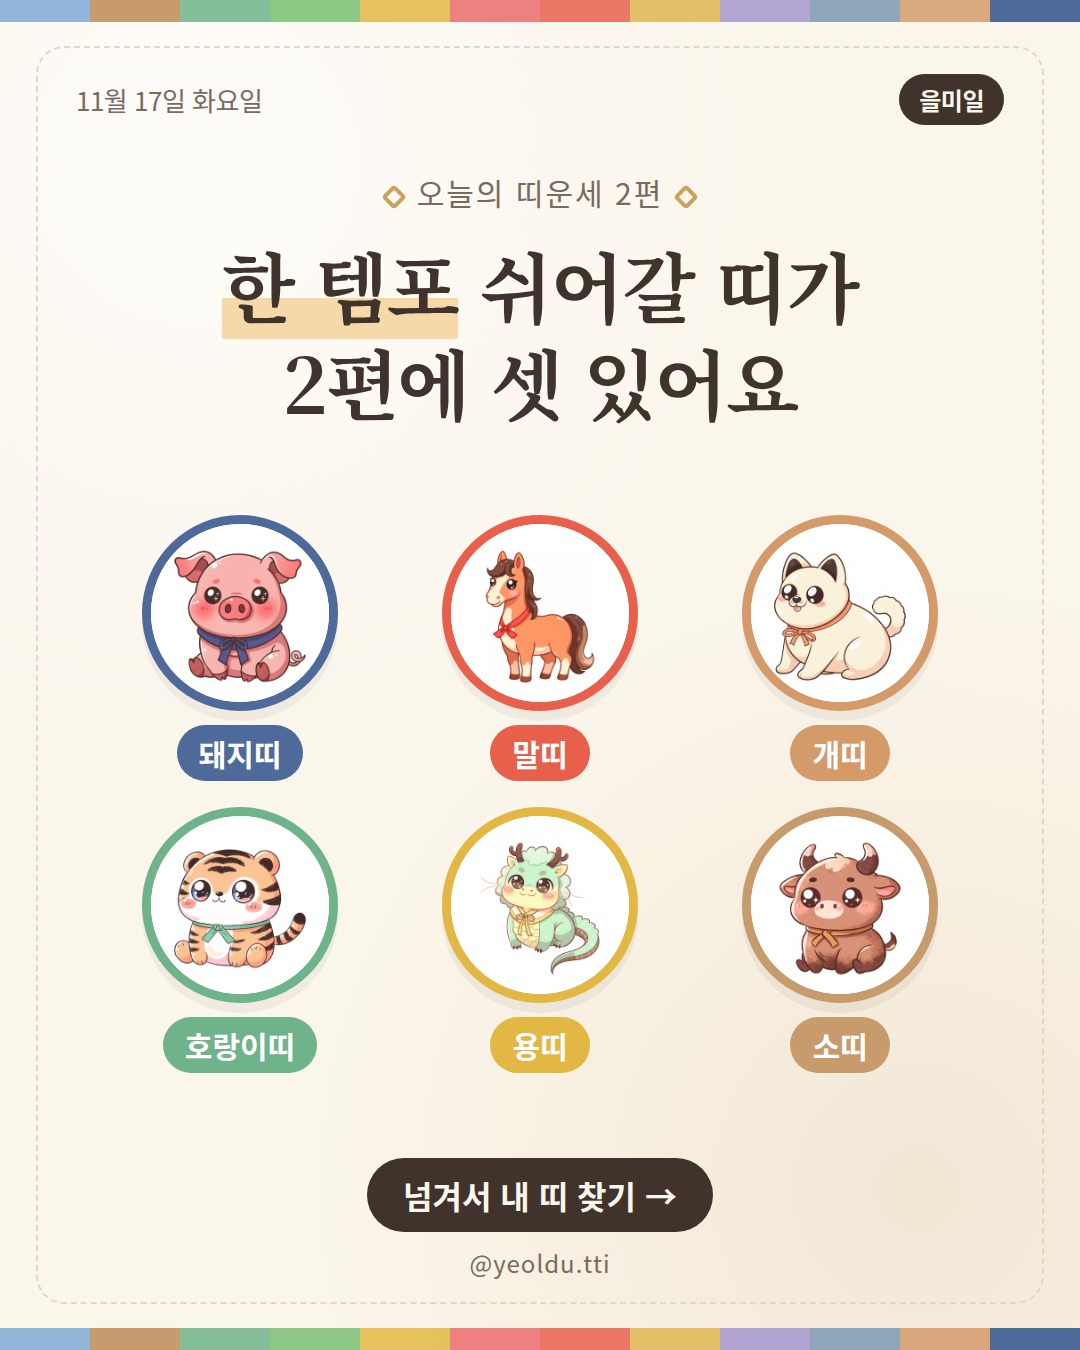 11월 17일 화요일
을미일
오늘의 띠운세 2편
한 템포 쉬어갈 띠가
2편에 셋 있어요
돼지띠
말띠
개띠
호랑이띠
용띠
소띠
넘겨서 내 띠 찾기 →
@yeoldu.tti